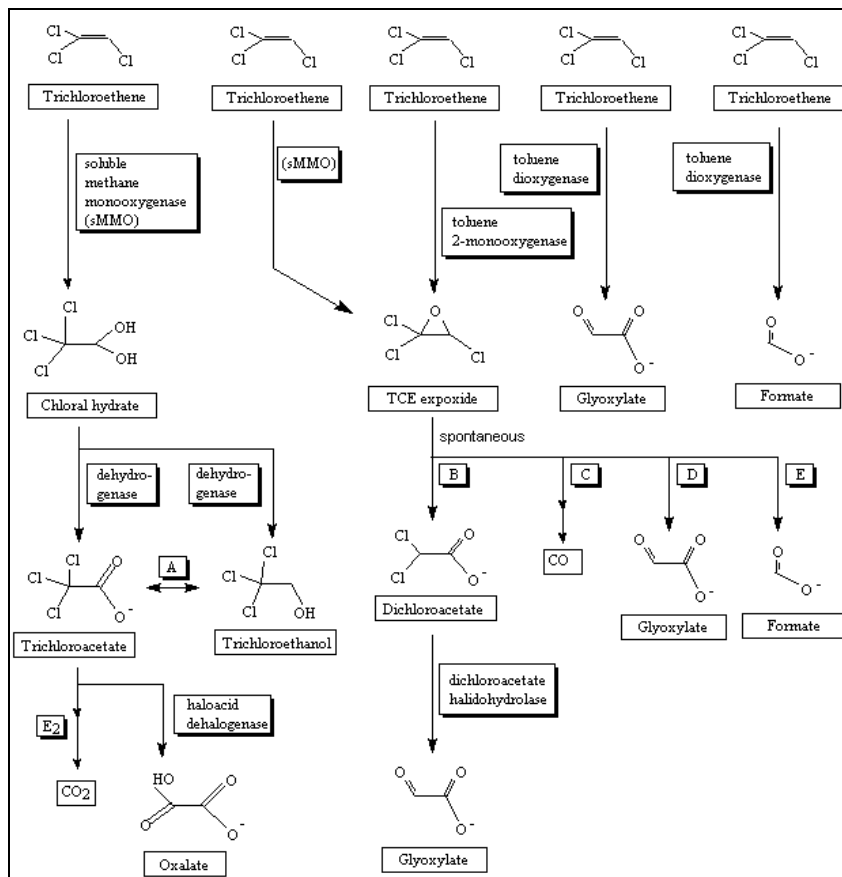 Cl Cl Cl Cl Cl Cl Cl Cl Cl Cl Cl Cl Cl Cl Cl
Trichloroethene Trichloroethene Trichloroethene Trichloroethene Trichloroethene
soluble
methane
monooxygenase
(sMMO)
(sMMO)
toluene
2-monooxygenase
toluene
dioxygenase
toluene
dioxygenase
Cl Cl Cl OH OH
Chloral hydrate
O Cl Cl Cl
TCE expoxide
O O O-
Glyoxylate
O O-
Formate
spontaneous
dehydro-
genase
dehydro-
genase
B C D E
Cl Cl Cl O O-
Trichloroacetate
A
Cl Cl Cl OH
Trichloroethanol
Cl Cl O O-
Dichloroacetate
CO
O O O-
Glyoxylate
O O-
Formate
E2
haloacid
dehalogenase
dichloroacetate
halidohydrolase
CO2
HO O O O-
Oxalate
O O O-
Glyoxylate